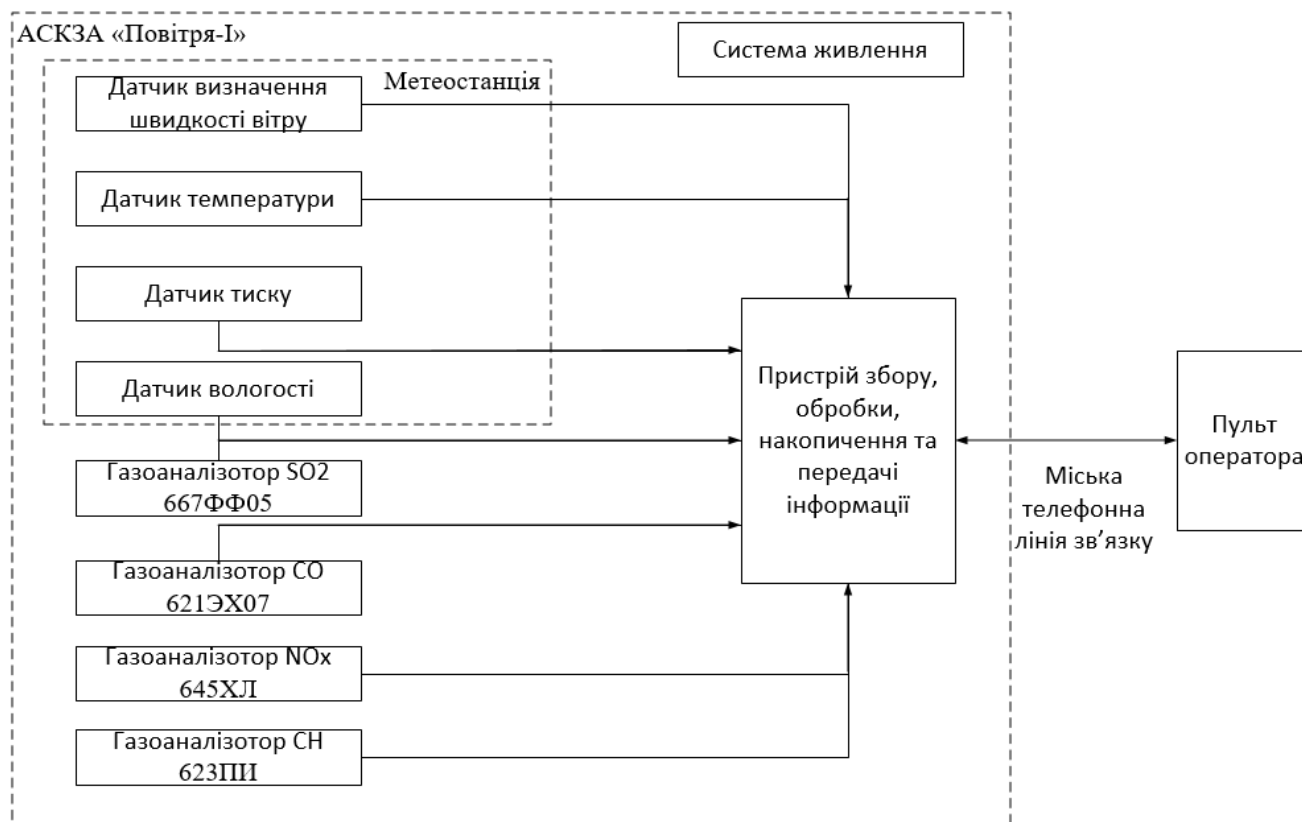 АСКЗА «Повітря-І»
Система живлення
Метеостанція
Датчик визначення
швидкості вітру
Датчик температури
Датчик тиску
Датчик вологості
Газоаналізотор SO2
667ФФ05
Газоаналізотор CO
621ЭХ07
Газоаналізотор NOx
645ХЛ
Газоаналізотор CH
623ПИ
Пристрій збору,
обробки,
накопичення та
передачі
інформації
Міська
телефонна
лінія зв’язку
Пульт
оператора